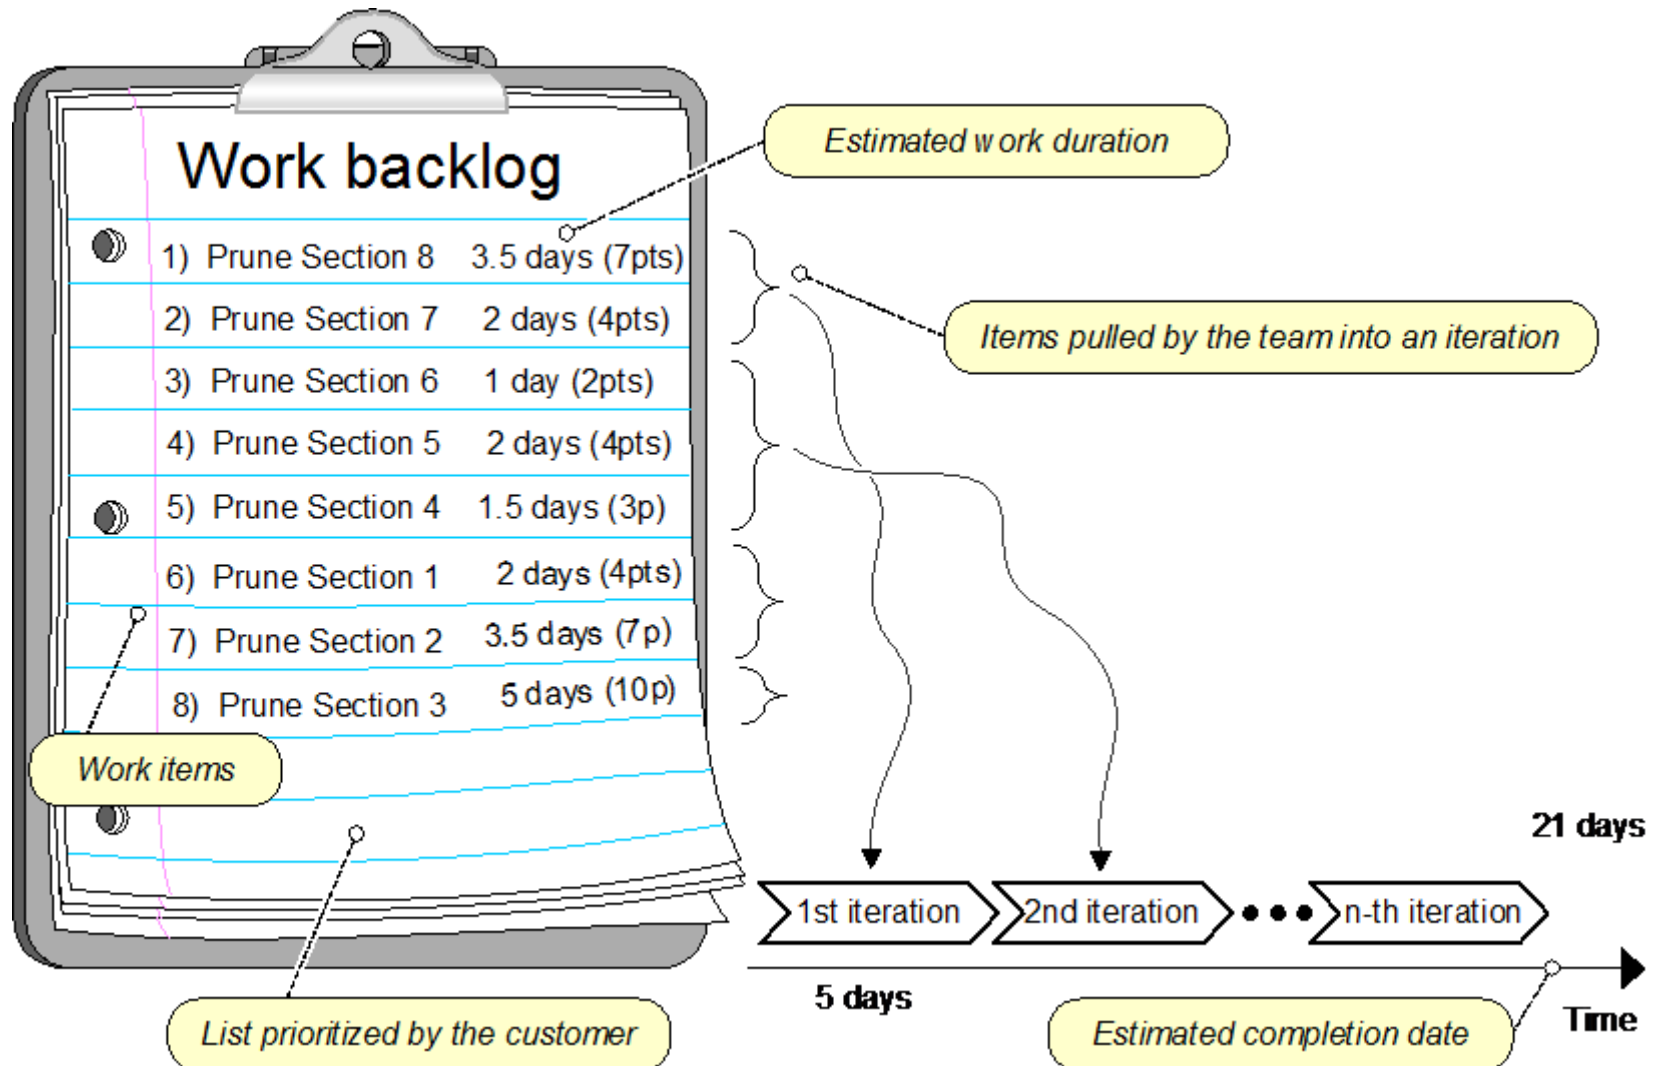 Work backlog
Estimated work duration
1) Prune Section 8 3.5 days (7pts)
2) Prune Section 7 2 days (4pts)
Items pulled by the team into an iteration
3) Prune Section 6 1 day (2pts)
4) Prune Section 5 2 days (4pts)
5) Prune Section 4 1.5 days (3p)
6) Prune Section 1 2 days (4pts)
7) Prune Section 2 3.5 days (7p)
8) Prune Section 3 5 days (10p)
Work items
21 days
1st iteration 2nd iteration n-th iteration
5 days
Time
List prioritized by the customer
Estimated completion date